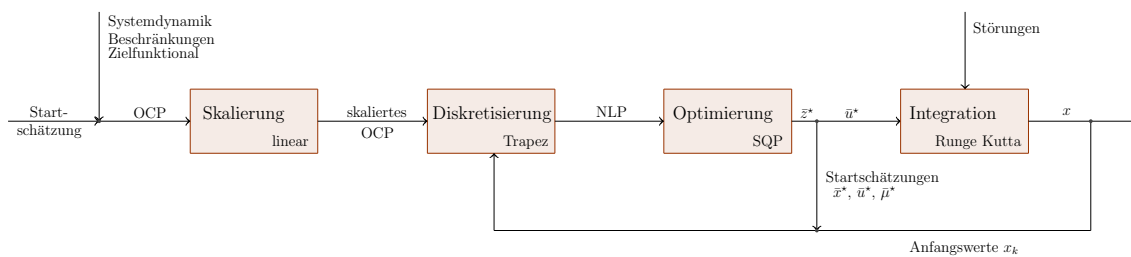 Systemdynamik
Beschränkungen
Zielfunktional
Störungen
Start-
schätzung
OCP
Skalierung
linear
skaliertes
OCP
Diskretisierung
Trapez
NLP
Optimierung
SQP
z̄⋆
ū⋆
Integration
Runge Kutta
x
Startschätzungen
x̄⋆, ū⋆, μ̄⋆
Anfangswerte xₖ